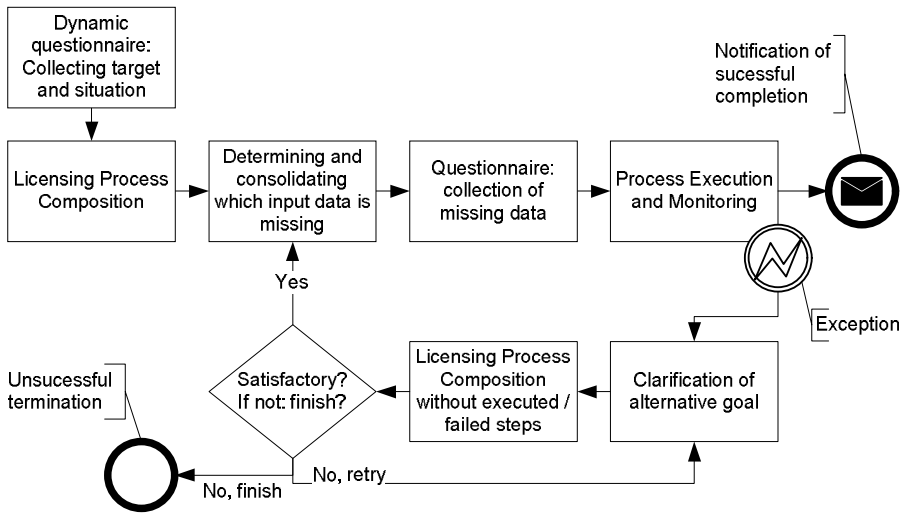 Dynamic
questionnaire:
Collecting target
and situation
Notification of
sucessful
completion
Licensing Process
Composition
Determining and
consolidating
which input data is
missing
Questionnaire:
collection of
missing data
Process Execution
and Monitoring
Yes
Exception
Unsucessful
termination
Satisfactory?
If not: finish?
Licensing Process
Composition
without executed /
failed steps
Clarification of
alternative goal
No, finish
No, retry